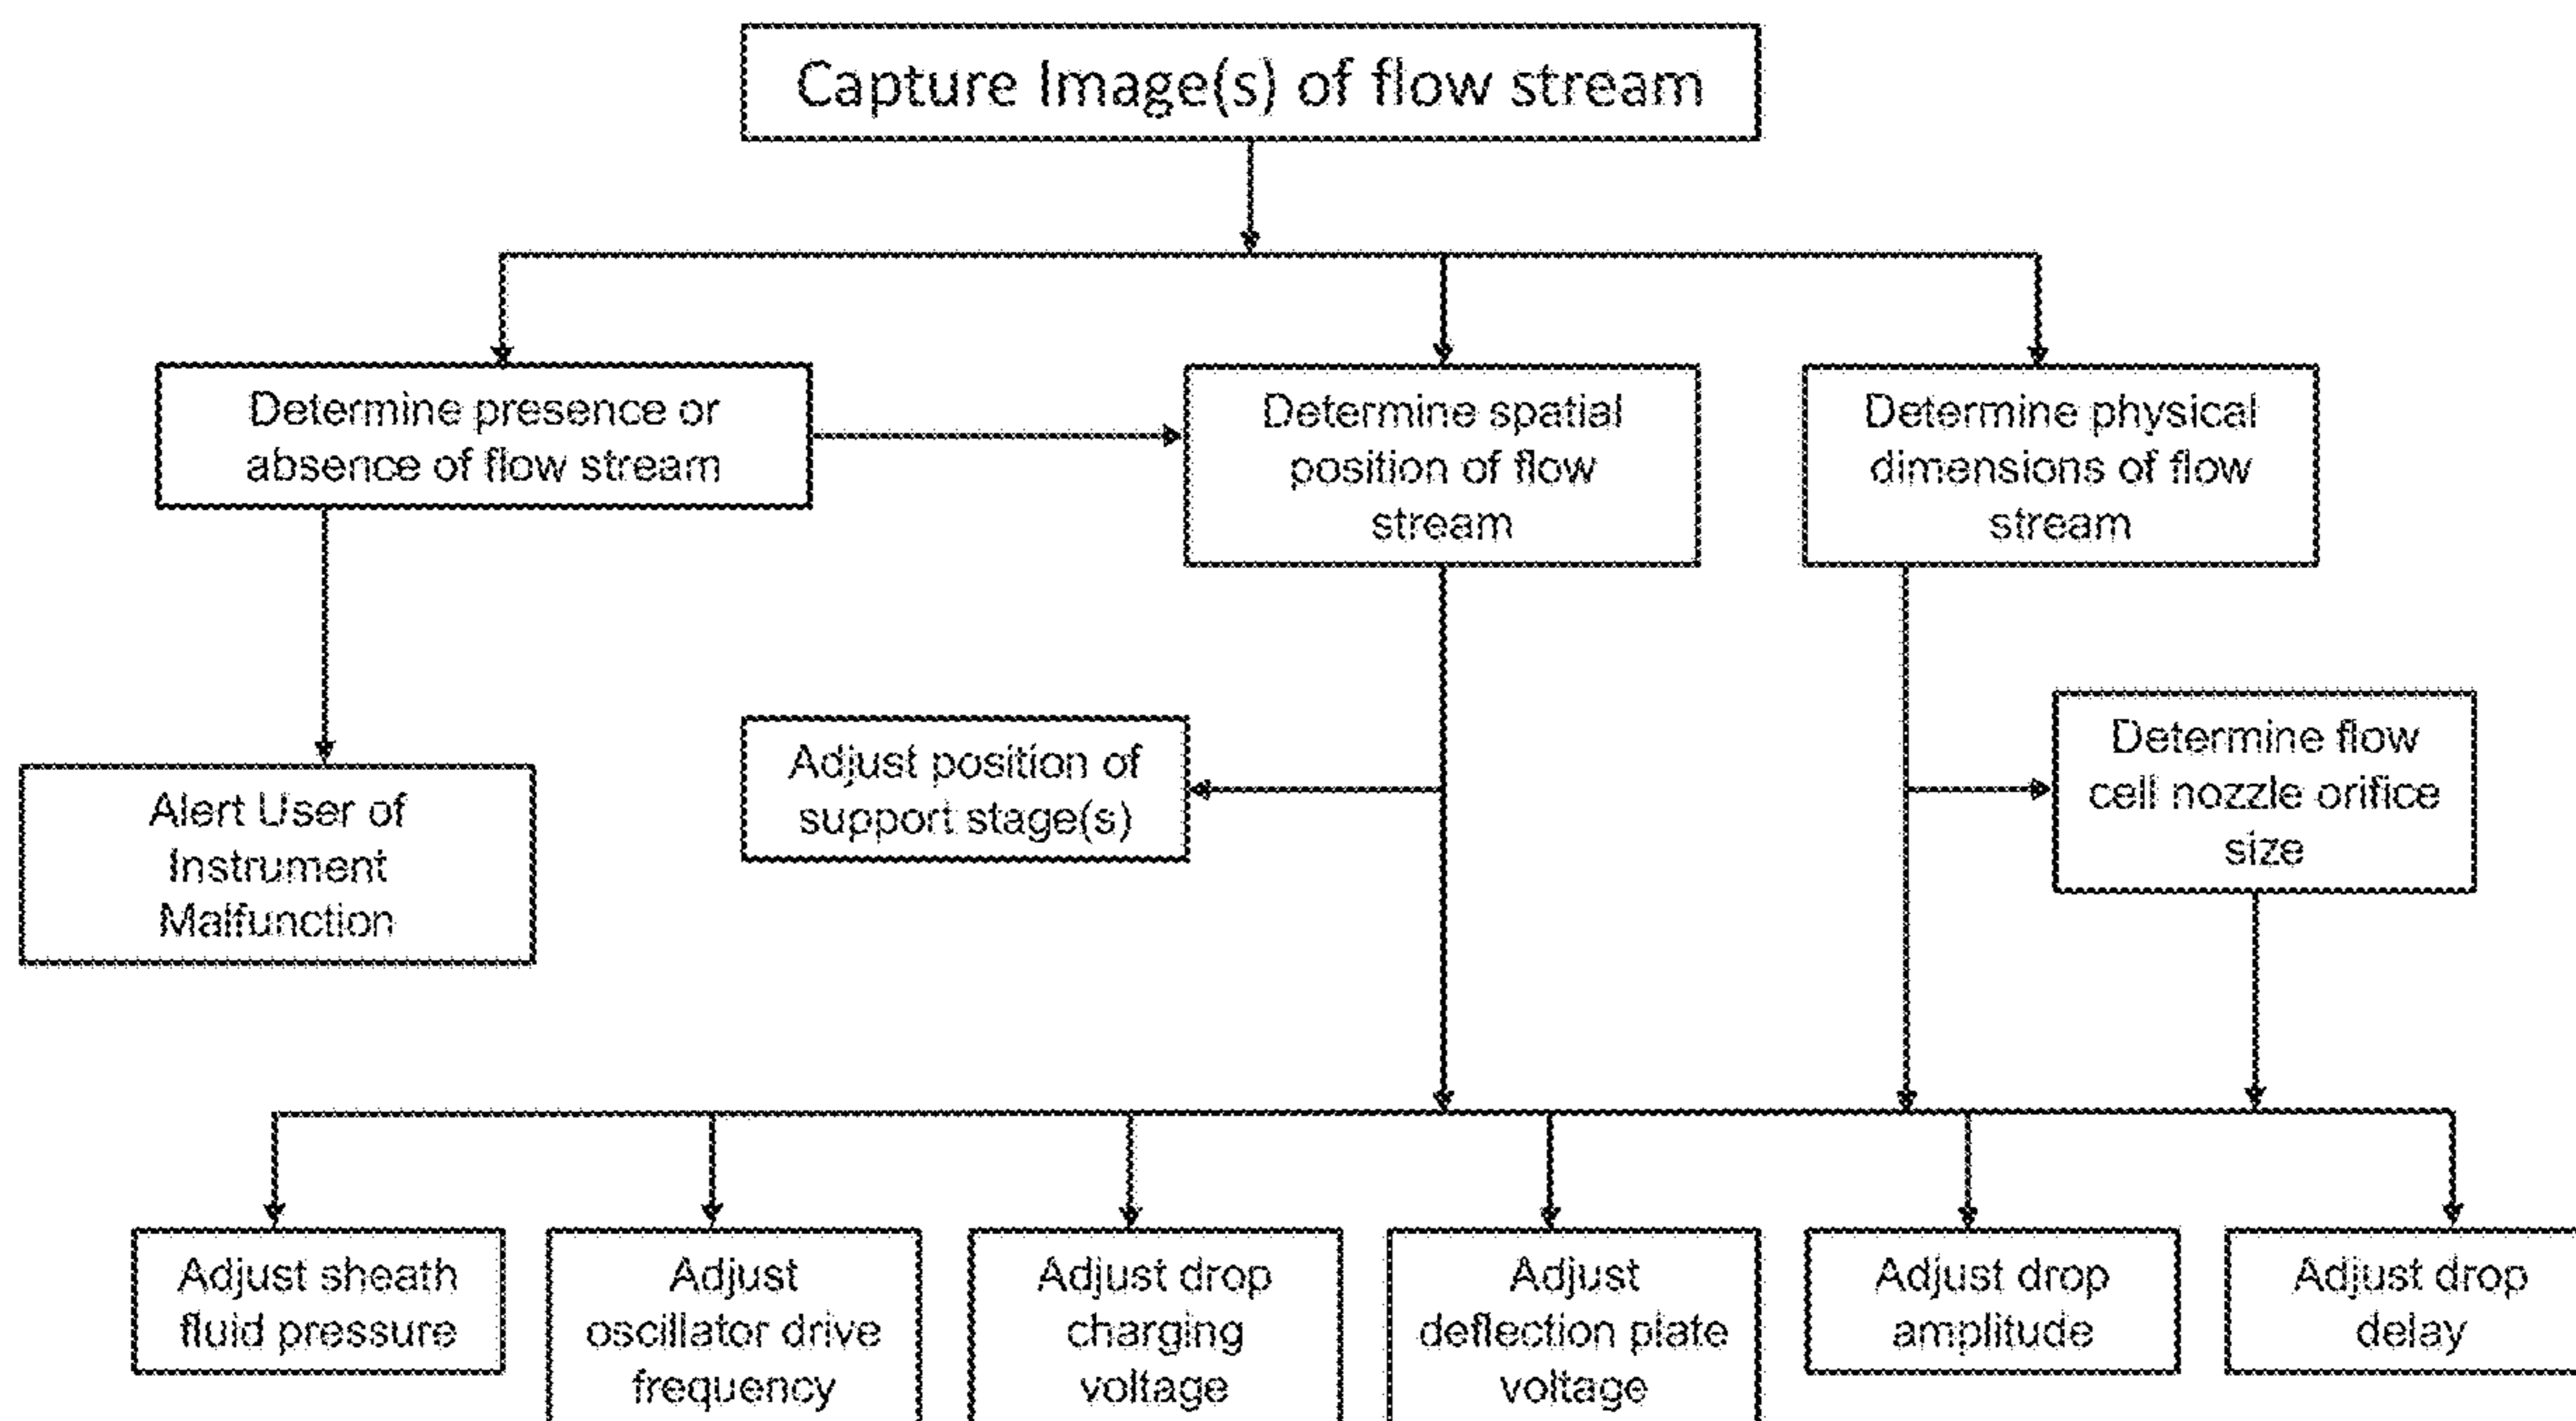 Capture Image(s) of flow stream
Determine presence or
absence of flow stream
Determine spatial
position of flow
stream
Determine physical
dimensions of flow
stream
Alert User of
Instrument
Malfunction
Adjust position of
support stage(s)
Determine flow
cell nozzle orifice
size
Adjust sheath
fluid pressure
Adjust
oscillator drive
frequency
Adjust drop
charging
voltage
Adjust
deflection plate
voltage
Adjust drop
amplitude
Adjust drop
delay